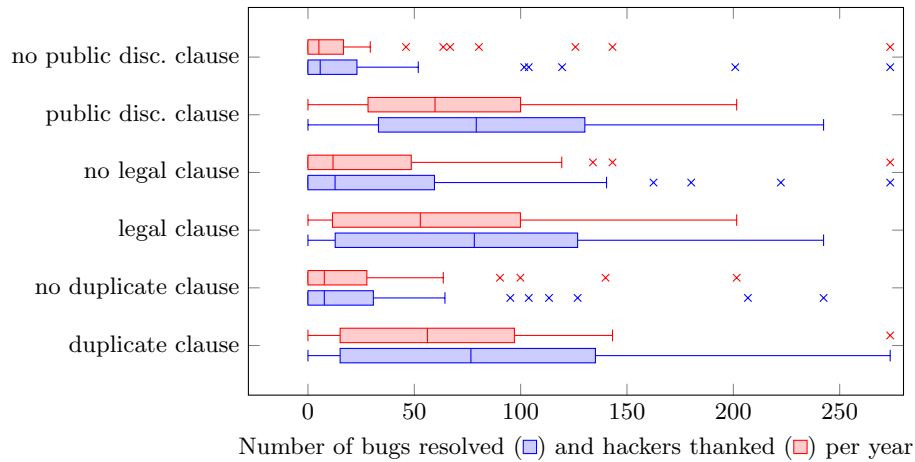 no public disc. clause
public disc. clause
no legal clause
legal clause
no duplicate clause
duplicate clause
0 50 100 150 200 250
Number of bugs resolved ( ) and hackers thanked ( ) per year